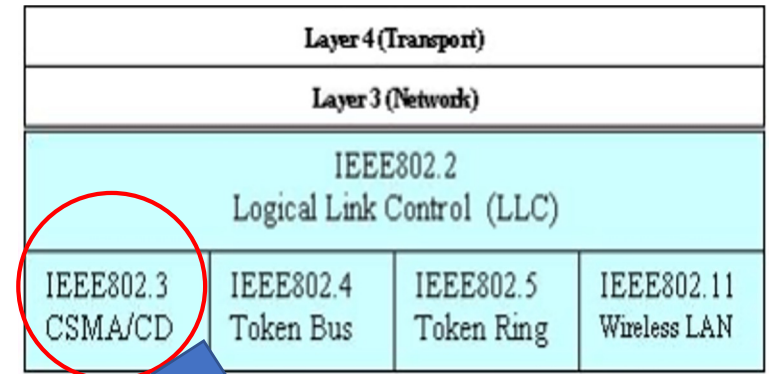 Layer 4 (Transport)
Layer 3 (Network)
IEEE802.2
Logical Link Control (LLC)
IEEE802.3
CSMA/CD
IEEE802.4
Token Bus
IEEE802.5
Token Ring
IEEE802.11
Wireless LAN